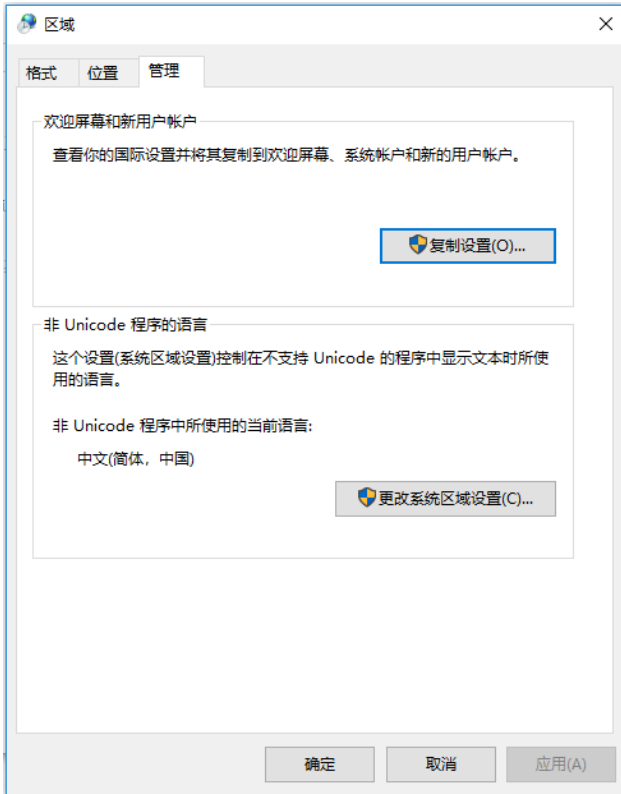 区域
格式 位置 管理
欢迎屏幕和新用户帐户
查看你的国际设置并将其复制到欢迎屏幕、系统帐户和新的用户帐户。
复制设置(O)...
非 Unicode 程序的语言
这个设置(系统区域设置)控制在不支持 Unicode 的程序中显示文本时所使
用的语言。
非 Unicode 程序中所使用的当前语言:
中文(简体，中国)
更改系统区域设置(C)...
确定 取消 应用(A)